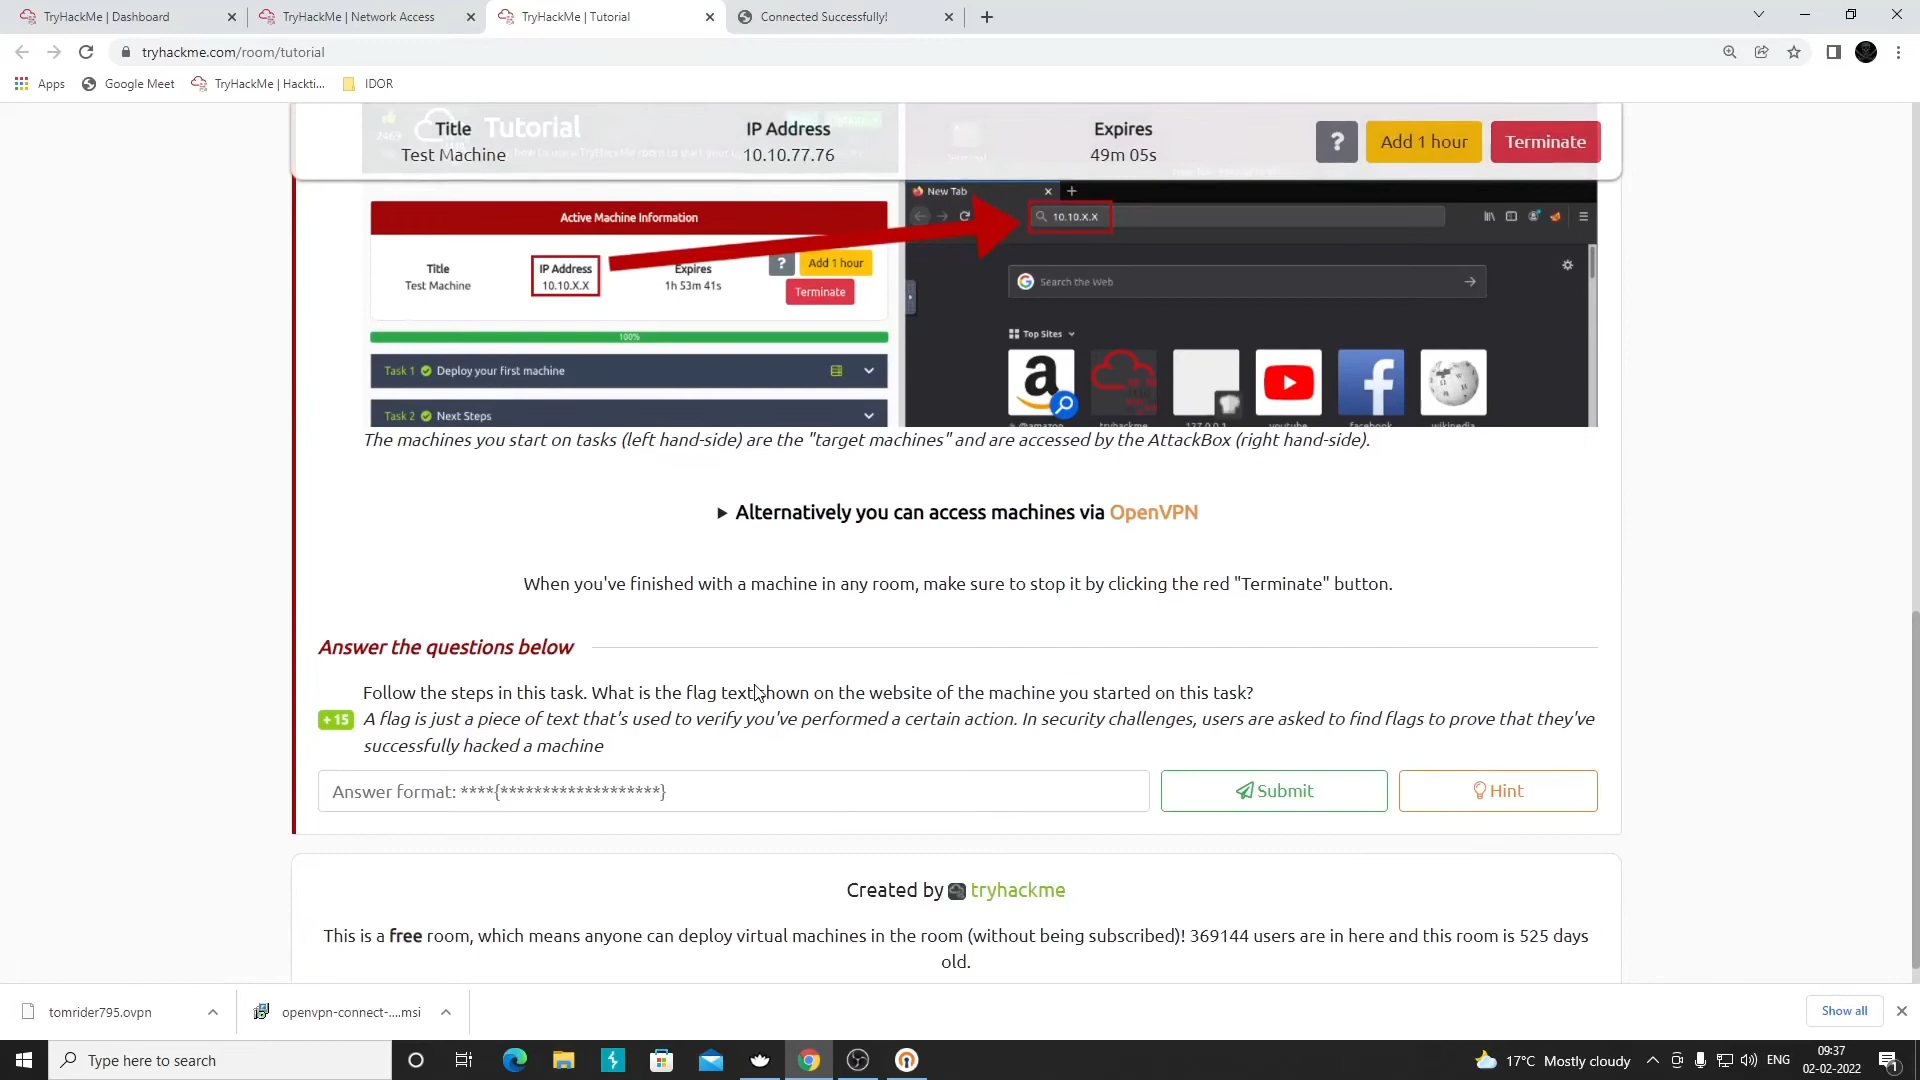 TryHackMe | Dashboard
TryHackMe | Network Access
TryHackMe | Tutorial
Connected Successfully!
tryhackme.com/room/tutorial
Apps
Google Meet
TryHackMe | Hackti...
IDOR
Tutorial
Title
IP Address
Expires
Test Machine
10.10.77.76
49m 05s
?
Add 1 hour
Terminate
New Tab
10.10.X.X
Active Machine Information
Title
IP Address
Expires
Test Machine
10.10.X.X
1h 53m 41s
?
Add 1 hour
Terminate
Search the Web
100%
Top Sites
Task 1 Deploy your first machine
Task 2 Next Steps
The machines you start on tasks (left hand-side) are the "target machines" and are accessed by the AttackBox (right hand-side).
Alternatively you can access machines via OpenVPN
When you've finished with a machine in any room, make sure to stop it by clicking the red "Terminate" button.
Answer the questions below
Follow the steps in this task. What is the flag text shown on the website of the machine you started on this task?
+15
A flag is just a piece of text that's used to verify you've performed a certain action. In security challenges, users are asked to find flags to prove that they've
successfully hacked a machine
Answer format: ****{*******************}
Submit
Hint
Created by tryhackme
This is a free room, which means anyone can deploy virtual machines in the room (without being subscribed)! 369144 users are in here and this room is 525 days
old.
tomrider795.ovpn
openvpn-connect-....msi
Show all
Type here to search
17°C Mostly cloudy
ENG
09:37
02-02-2022
1